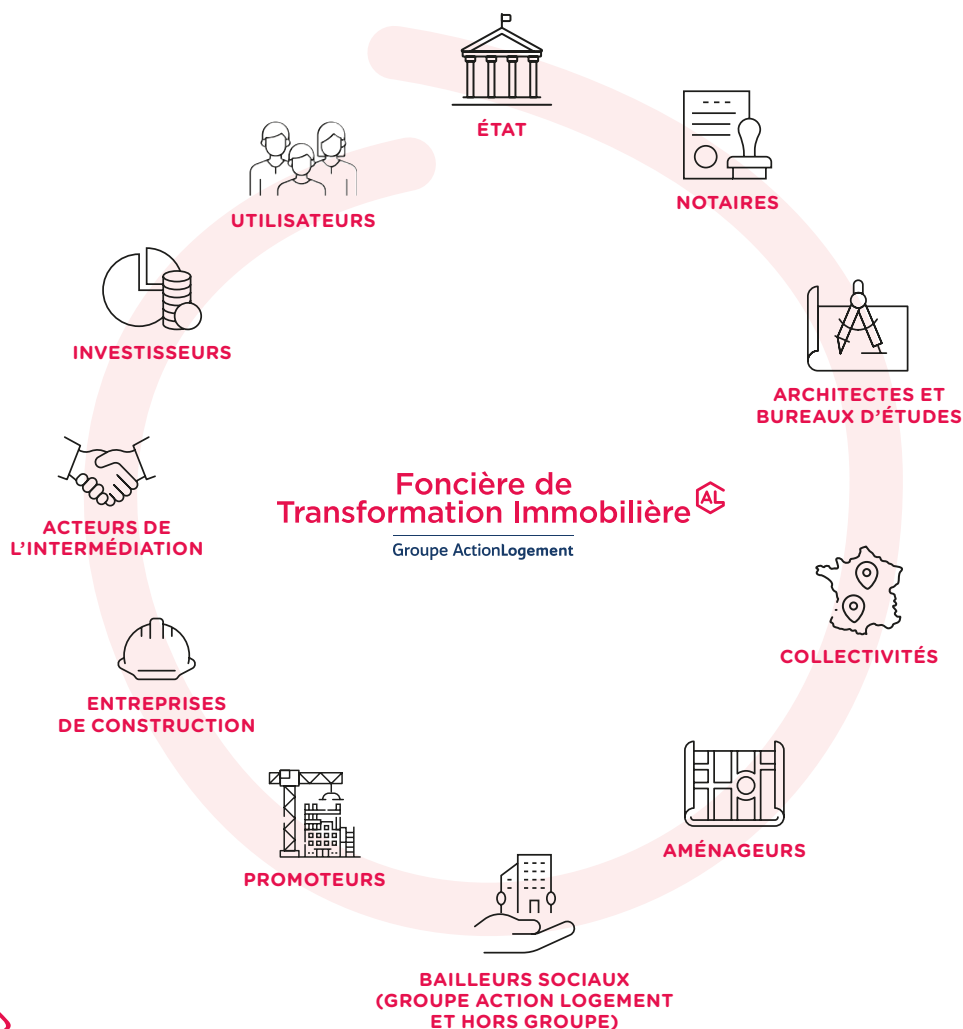 ÉTAT
NOTAIRES
UTILISATEURS
INVESTISSEURS
ARCHITECTES ET
BUREAUX D'ÉTUDES
Foncière de
Transformation Immobilière AL
Groupe ActionLogement
ACTEURS DE
L'INTERMÉDIATION
COLLECTIVITÉS
ENTREPRISES
DE CONSTRUCTION
AMÉNAGEURS
PROMOTEURS
BAILLEURS SOCIAUX
(GROUPE ACTION LOGEMENT
ET HORS GROUPE)